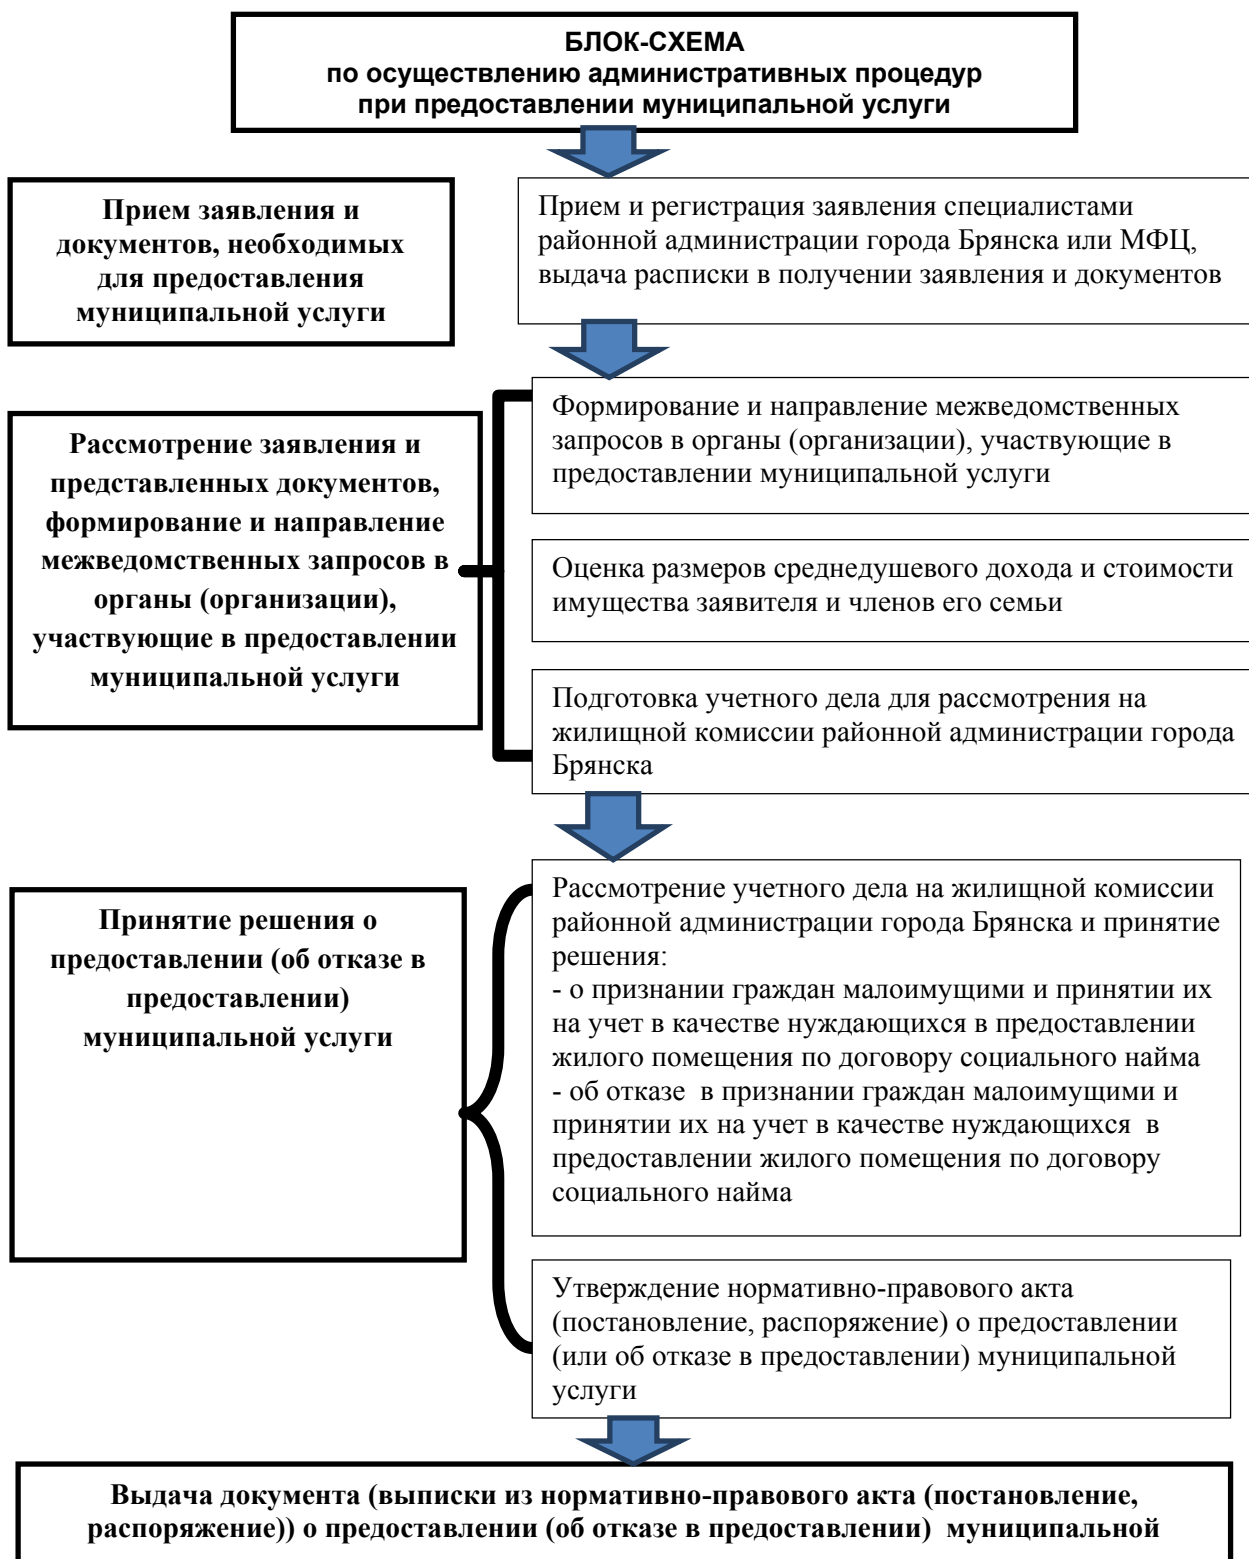 БЛОК-СХЕМА
по осуществлению административных процедур
при предоставлении муниципальной услуги
Прием заявления и
документов, необходимых
для предоставления
муниципальной услуги
Прием и регистрация заявления специалистами
районной администрации города Брянска или МФЦ,
выдача расписки в получении заявления и документов
Рассмотрение заявления и
представленных документов,
формирование и направление
межведомственных запросов в
органы (организации),
участвующие в предоставлении
муниципальной услуги
Формирование и направление межведомственных
запросов в органы (организации), участвующие в
предоставлении муниципальной услуги
Оценка размеров среднедушевого дохода и стоимости
имущества заявителя и членов его семьи
Подготовка учетного дела для рассмотрения на
жилищной комиссии районной администрации города
Брянска
Принятие решения о
предоставлении (об отказе в
предоставлении)
муниципальной услуги
Рассмотрение учетного дела на жилищной комиссии
районной администрации города Брянска и принятие
решения:
- о признании граждан малоимущими и принятии их
на учет в качестве нуждающихся в предоставлении
жилого помещения по договору социального найма
- об отказе  в признании граждан малоимущими и
принятии их на учет в качестве нуждающихся  в
предоставлении жилого помещения по договору
социального найма
Утверждение нормативно-правового акта
(постановление, распоряжение) о предоставлении
(или об отказе в предоставлении) муниципальной
услуги
Выдача документа (выписки из нормативно-правового акта (постановление,
распоряжение)) о предоставлении (об отказе в предоставлении)  муниципальной